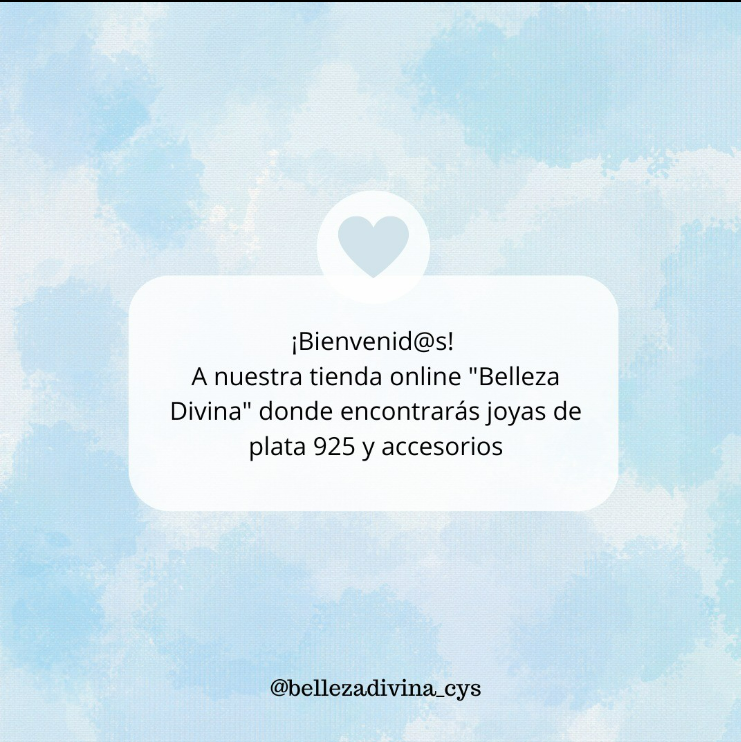 ¡Bienvenid@s!
A nuestra tienda online "Belleza
Divina" donde encontrarás joyas de
plata 925 y accesorios
@bellezadivina_cys